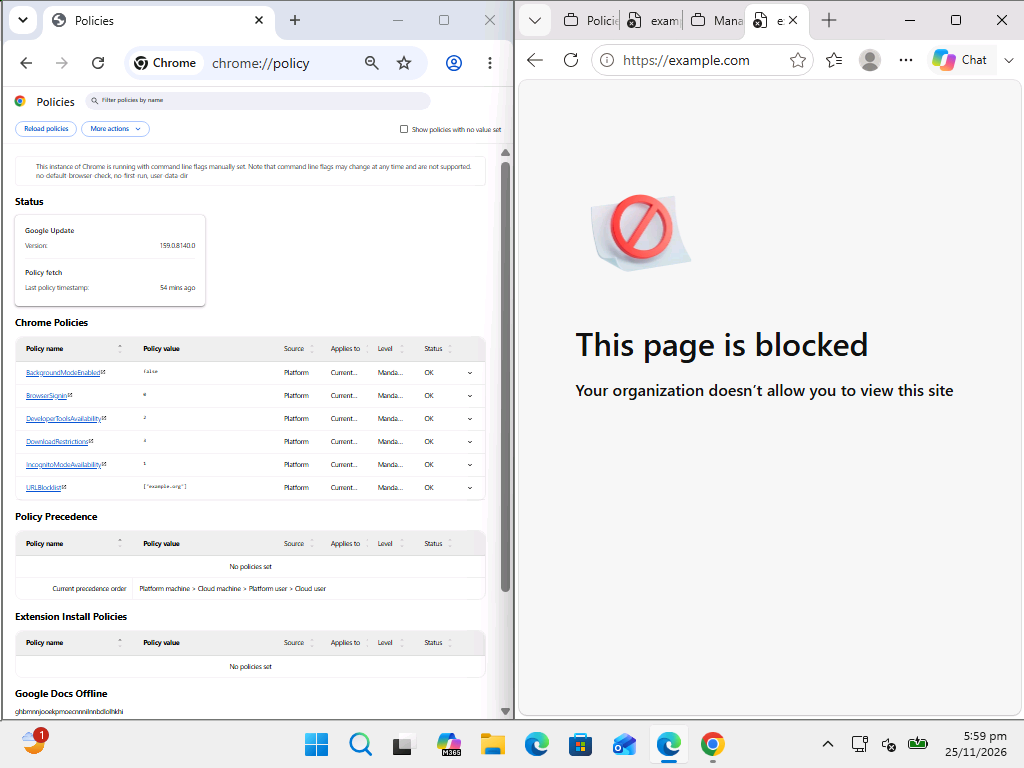 Policies
Chrome
chrome://policy
Policies
Filter policies by name
Reload policies
More actions
Show policies with no value set
This instance of Chrome is running with command line flags manually set. Note that command line flags may change at any time and are not supported.
no default browser check, no first run, user data dir
Status
Google Update
Version: 159.0.8140.0
Policy fetch
Last policy timestamp: 54 mins ago
Chrome Policies
Policy name Policy value Source Applies to Level Status
BackgroundModeEnabled false Platform Current... Manda... OK
BrowserSignin Platform Current... Manda... OK
DeveloperToolsAvailability 2 Platform Current... Manda... OK
DownloadRestrictions Platform Current... Manda... OK
IncognitoModeAvailability 1 Platform Current... Manda... OK
URLBlocklist ["example.org"] Platform Current... Manda... OK
Policy Precedence
Policy name Policy value Source Applies to Level Status
No policies set
Current precedence order Platform machine > Cloud machine > Platform user > Cloud user
Extension Install Policies
Policy name Policy value Source Applies to Level Status
No policies set
Google Docs Offline
Policie
exam
Mana
e
https://example.com
Chat
This page is blocked
Your organization doesn't allow you to view this site
1
M365
5:59 pm
25/11/2026